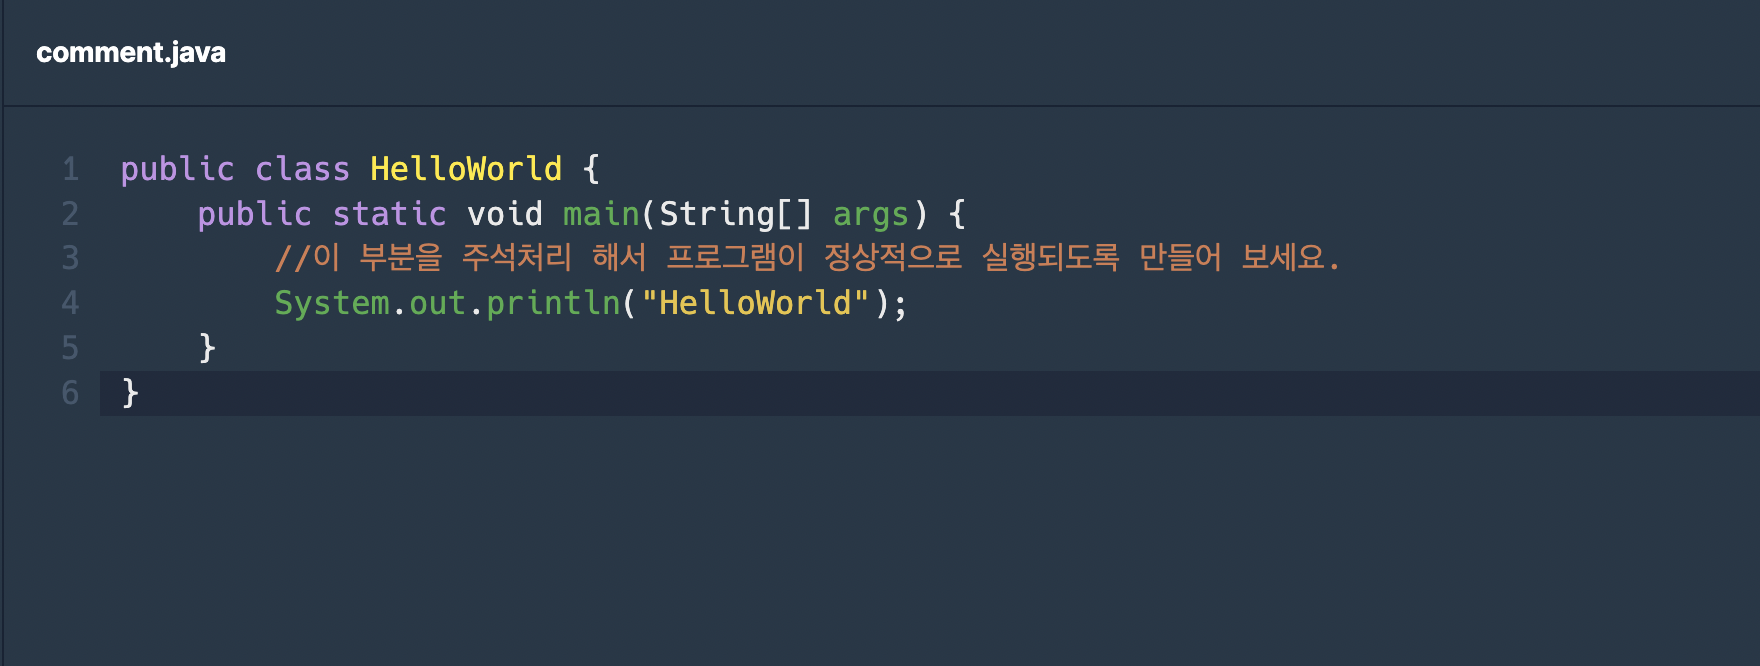 comment.java
1 public class HelloWorld {
2     public static void main(String[] args) {
3         //이 부분을 주석처리 해서 프로그램이 정상적으로 실행되도록 만들어 보세요.
4         System.out.println("HelloWorld");
5     }
6 }